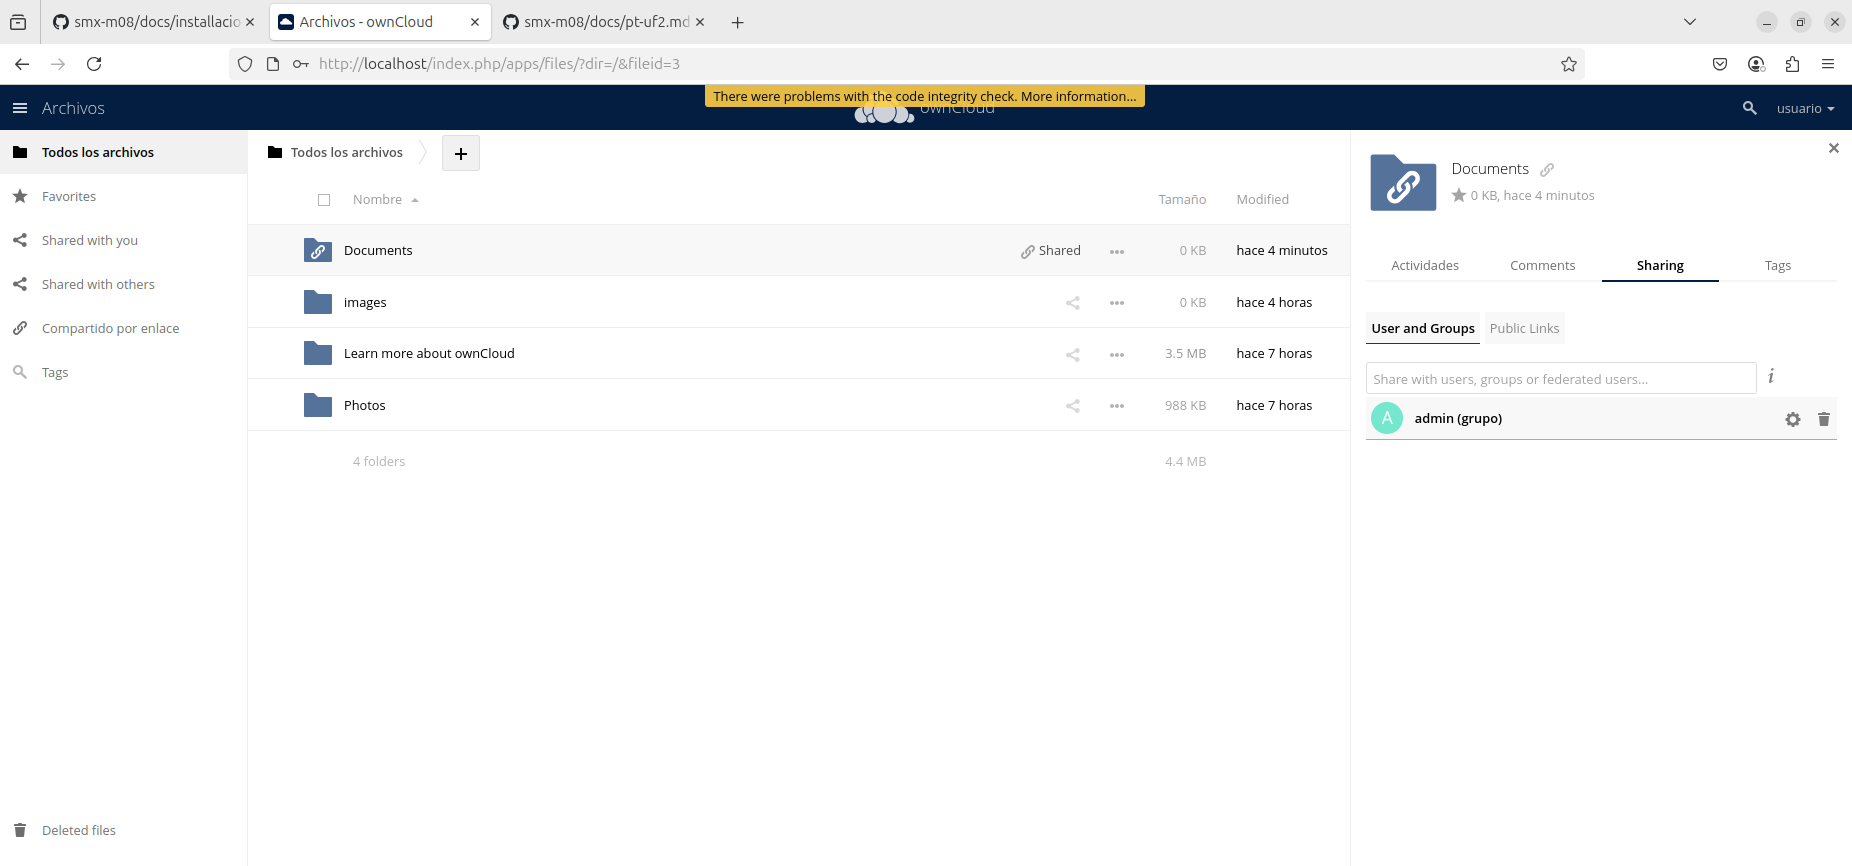 smx-m08/docs/installacio
Archivos - ownCloud
smx-m08/docs/pt-uf2.md
http://localhost/index.php/apps/files/?dir=/&fileid=3
There were problems with the code integrity check. More information...
Archivos
ownCloud
usuario
Todos los archivos
Favorites
Shared with you
Shared with others
Compartido por enlace
Tags
Deleted files
Todos los archivos
+
Nombre Tamaño Modified
Documents Shared 0 KB hace 4 minutos
images 0 KB hace 4 horas
Learn more about ownCloud 3.5 MB hace 7 horas
Photos 988 KB hace 7 horas
4 folders 4.4 MB
Documents
0 KB, hace 4 minutos
Actividades Comments Sharing Tags
User and Groups Public Links
Share with users, groups or federated users...
i
A admin (grupo)